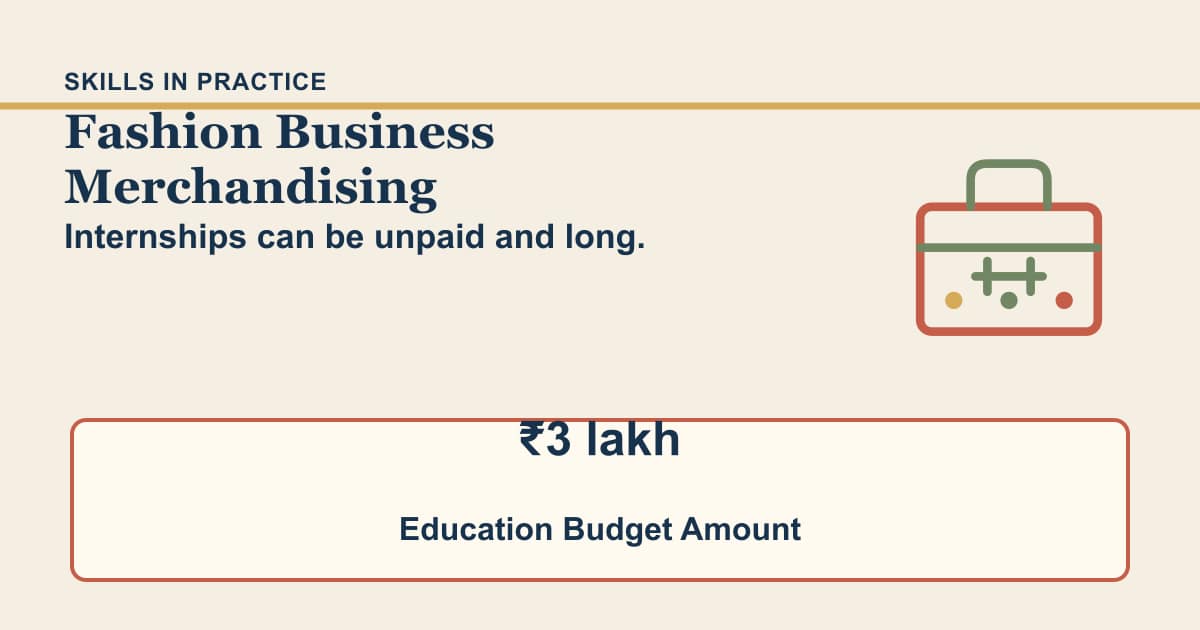 SKILLS IN PRACTICE
Fashion Business
Merchandising
Internships can be unpaid and long.
₹3 lakh
Education Budget Amount